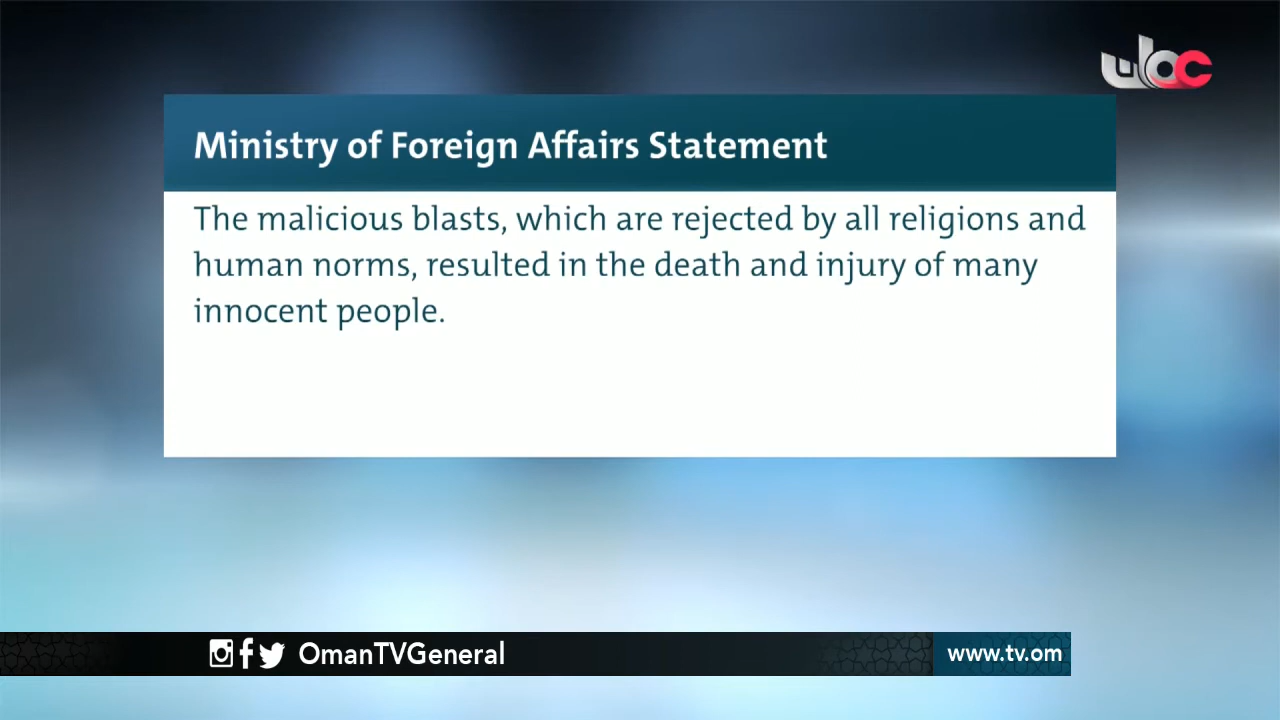 عمان
Ministry of Foreign Affairs Statement
The malicious blasts, which are rejected by all religions and
human norms, resulted in the death and injury of many
innocent people.
OmanTVGeneral
www.tv.om